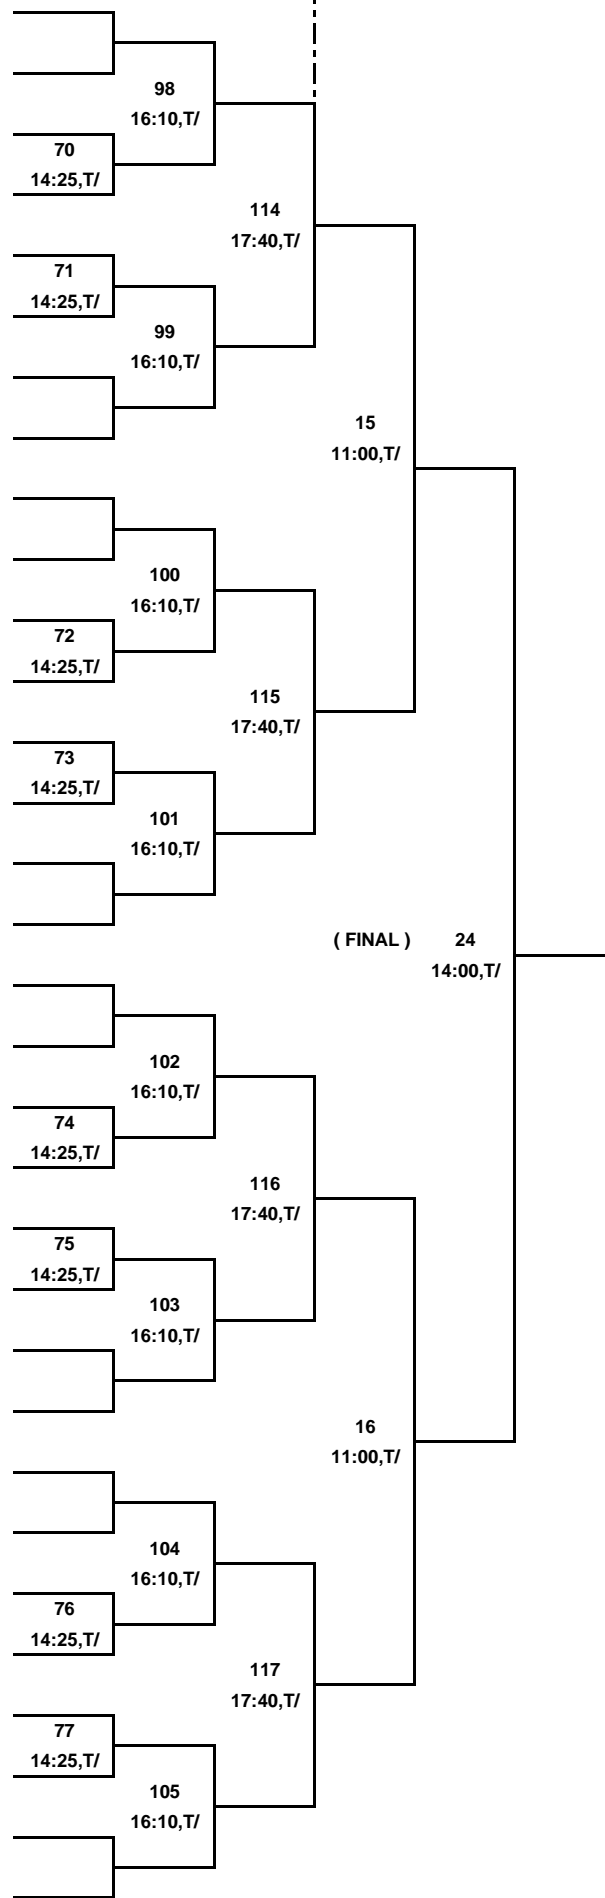 98
16:10,T/
70
14:25,T/
114
17:40,T/
71
14:25,T/
99
16:10,T/
15
11:00,T/
100
16:10,T/
72
14:25,T/
115
17:40,T/
73
14:25,T/
101
16:10,T/
( FINAL ) 24
14:00,T/
102
16:10,T/
74
14:25,T/
116
17:40,T/
75
14:25,T/
103
16:10,T/
16
11:00,T/
104
16:10,T/
76
14:25,T/
117
17:40,T/
77
14:25,T/
105
16:10,T/